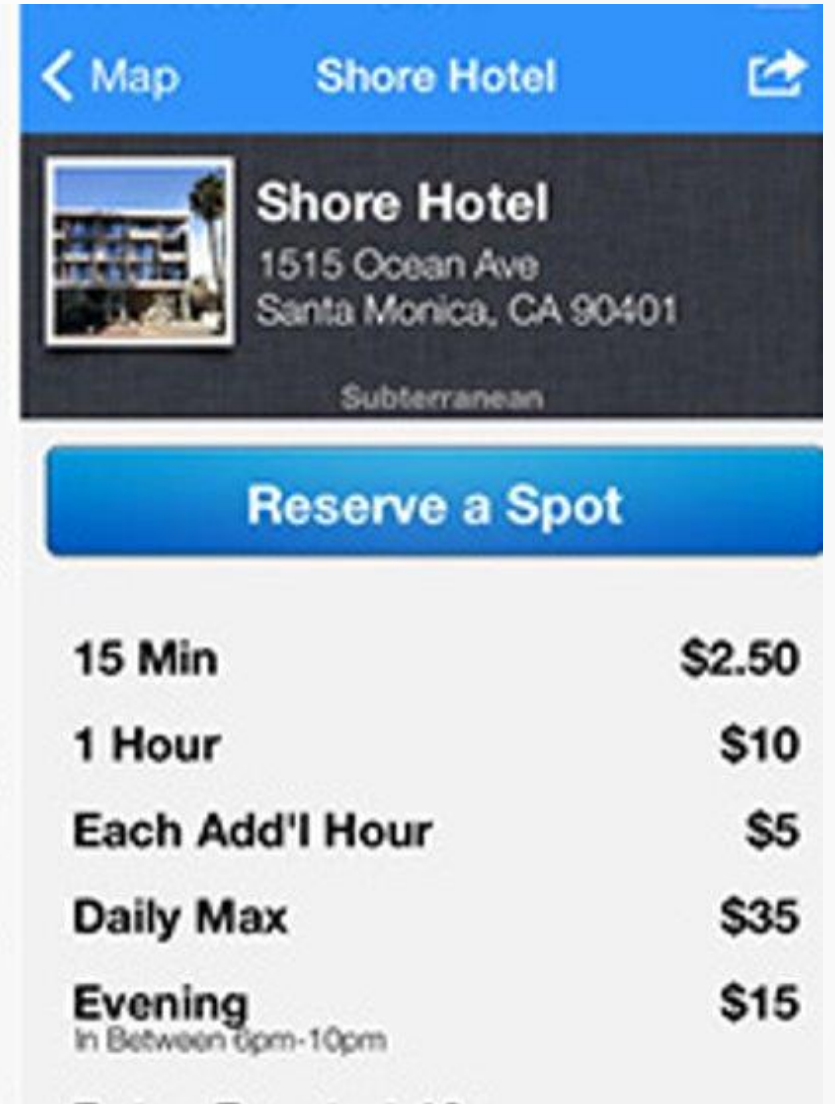 Map
Shore Hotel
Shore Hotel
1515 Ocean Ave
Santa Monica, CA 90401
Subterranean
Reserve a Spot
15 Min $2.50
1 Hour $10
Each Add'l Hour $5
Daily Max $35
Evening $15
In Between 6pm-10pm